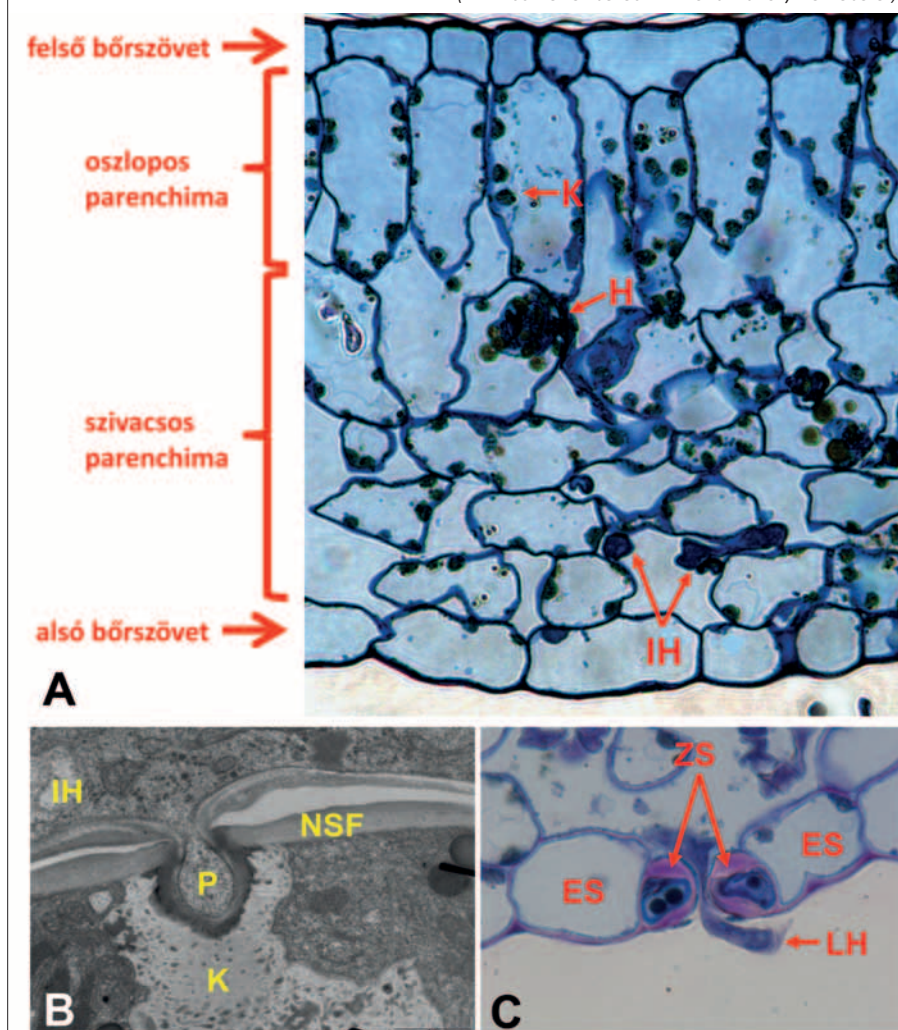 felső bőrszövet
oszlopos
parenchima
K
H
szivacsos
parenchima
alsó bőrszövet
IH
A
IH
NSF
P
K
B
ZS
ES
ES
LH
C